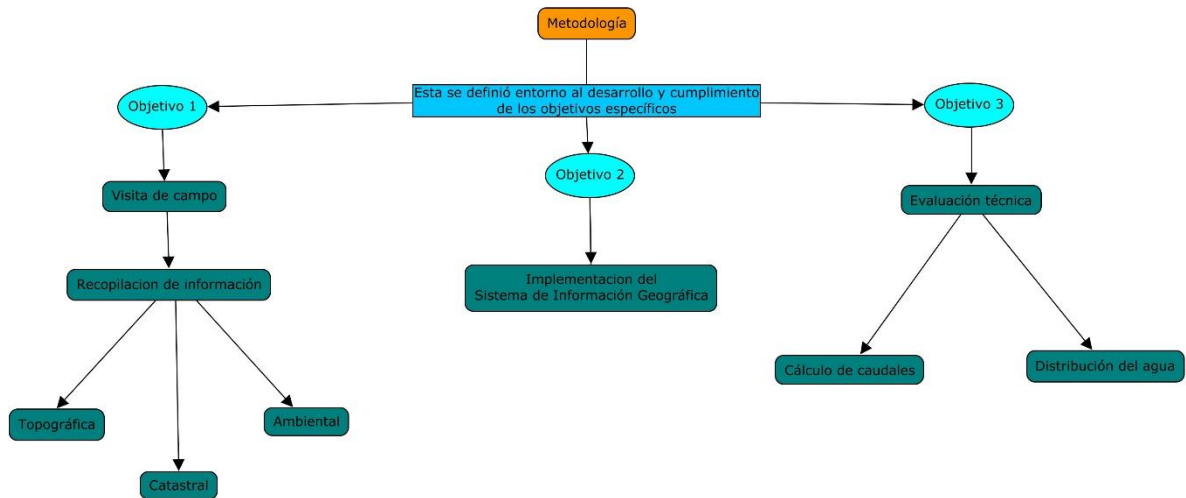 Metodología
Esta se definió entorno al desarrollo y cumplimiento
de los objetivos específicos
Objetivo 1
Objetivo 3
Objetivo 2
Visita de campo
Evaluación técnica
Recopilacion de información
Implementacion del
Sistema de Información Geográfica
Cálculo de caudales
Distribución del agua
Topográfica
Ambiental
Catastral